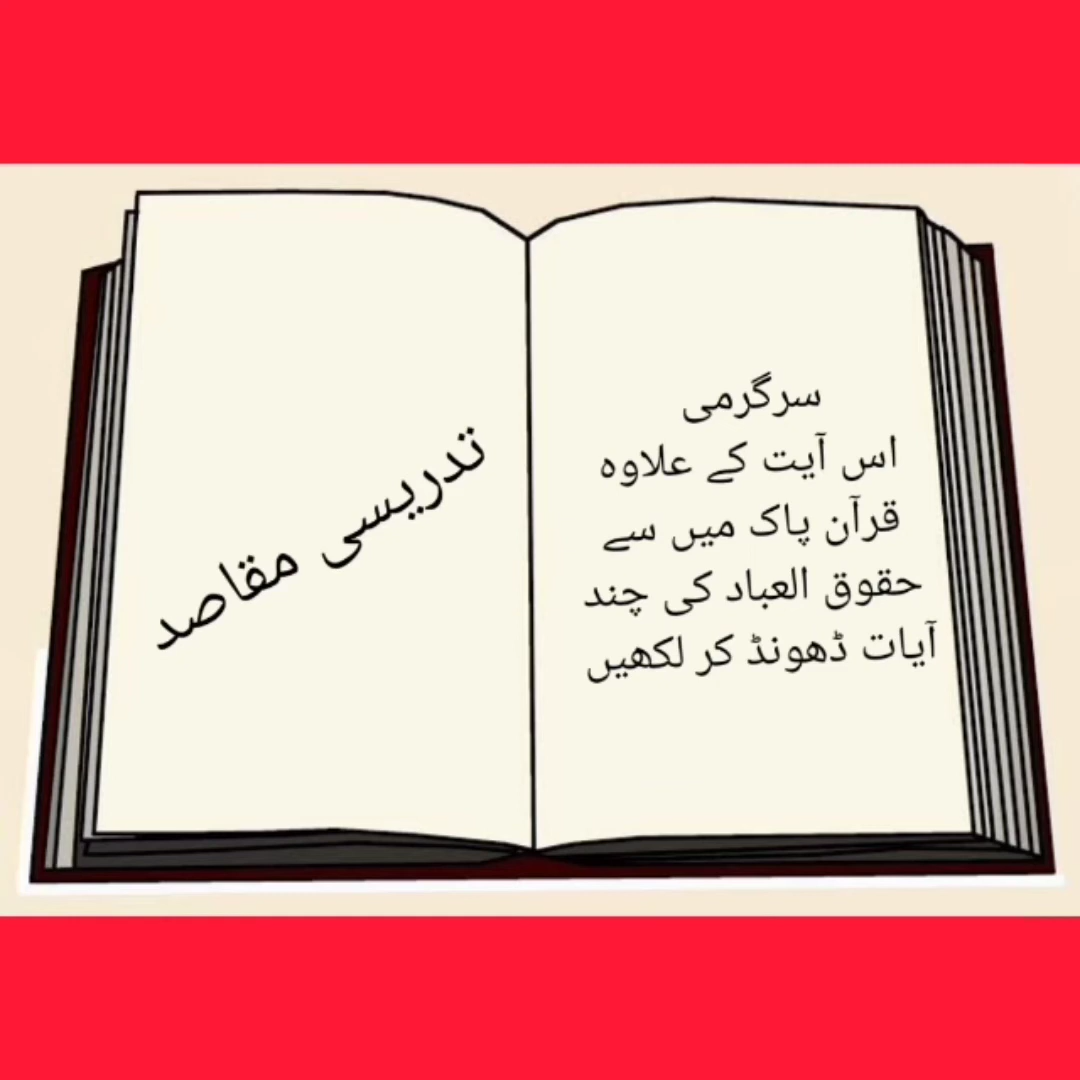 سرگرمی
اس آیت کے علاوہ
قرآن پاک میں سے
حقوق العباد کی چند
آیات ڈھونڈ کر لکھیں
تدریسی مقاصد